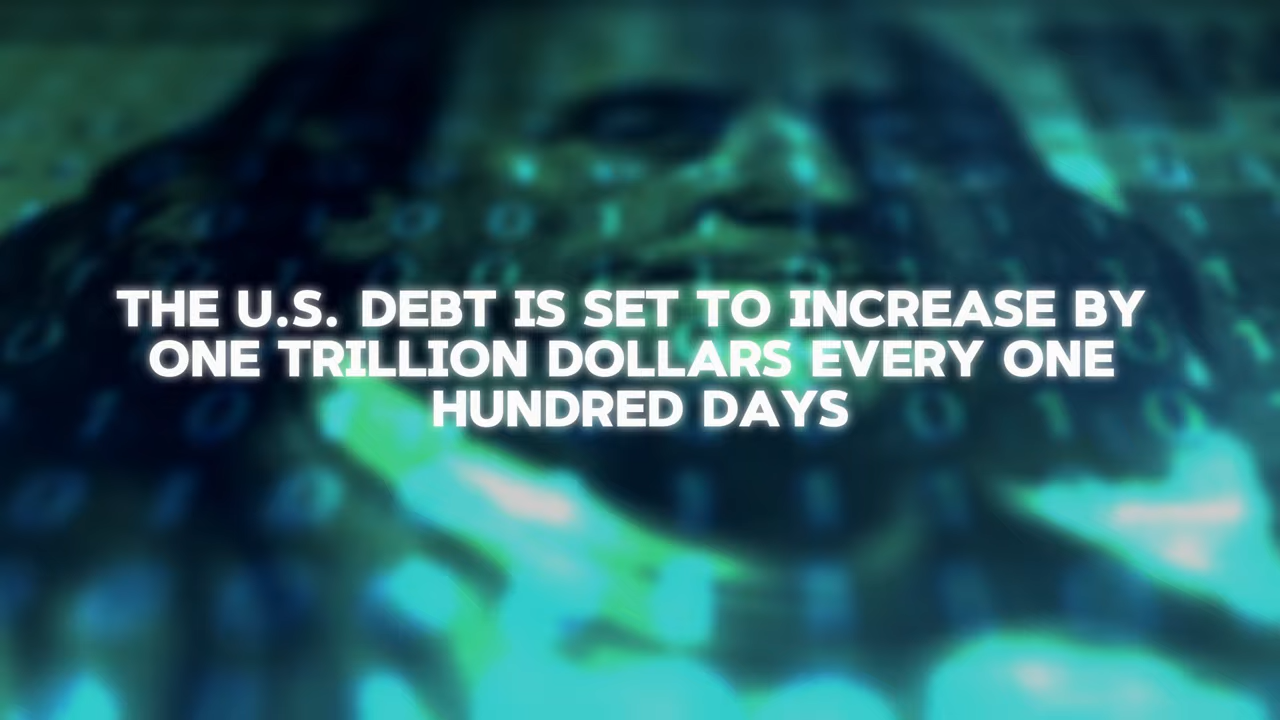 THE U.S. DEBT IS SET TO INCREASE BY
ONE TRILLION DOLLARS EVERY ONE
HUNDRED DAYS